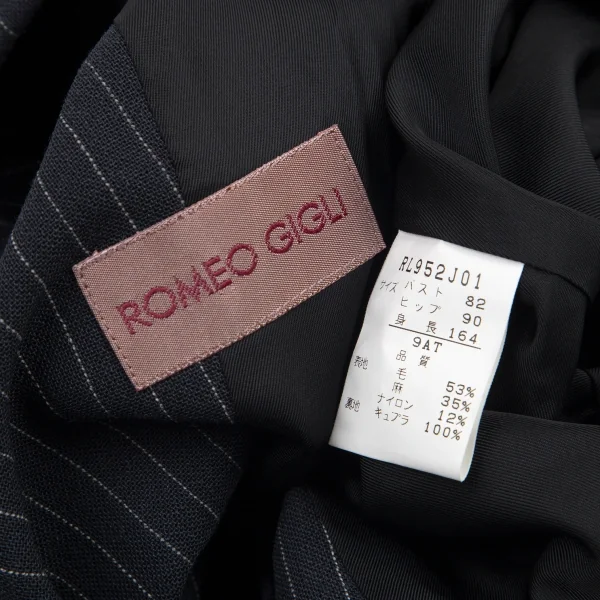 ROMEO GIGLI
RL952J01
サイズ バスト 82
ヒップ 90
身長 164
9AT
品質
表地 毛 53%
麻 35%
ナイロン 12%
裏地 キュプラ 100%